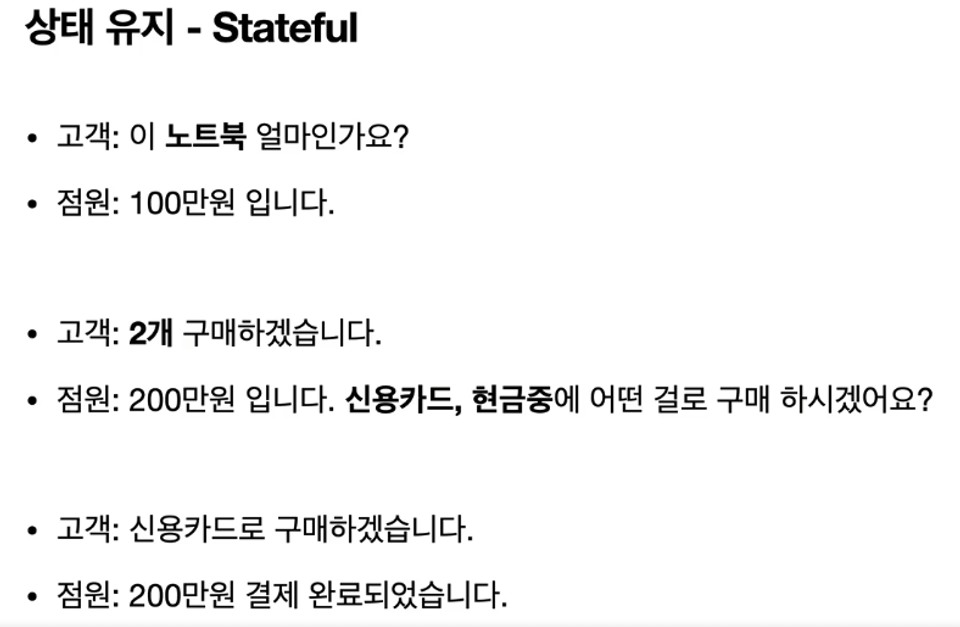 상태 유지 - Stateful
• 고객: 이 노트북 얼마인가요?
• 점원: 100만원 입니다.
• 고객: 2개 구매하겠습니다.
• 점원: 200만원 입니다. 신용카드, 현금중에 어떤 걸로 구매 하시겠어요?
• 고객: 신용카드로 구매하겠습니다.
• 점원: 200만원 결제 완료되었습니다.